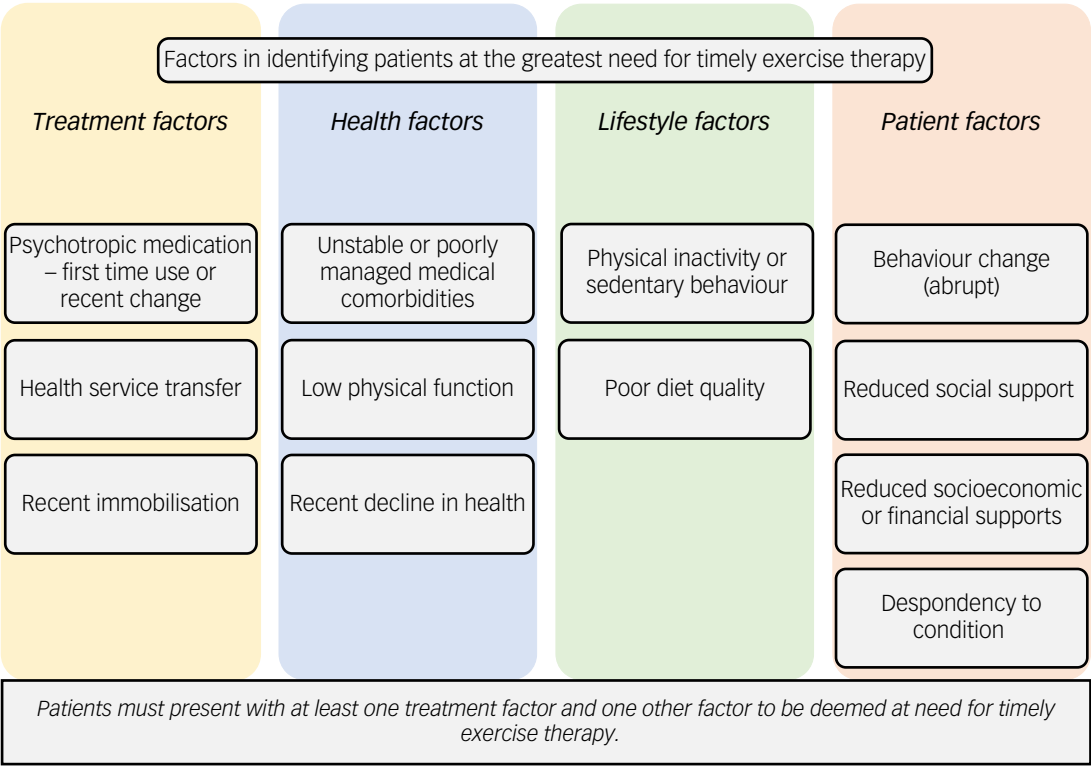 Factors in identifying patients at the greatest need for timely exercise therapy
Treatment factors
Health factors
Lifestyle factors
Patient factors
Psychotropic medication
– first time use or
recent change
Health service transfer
Recent immobilisation
Unstable or poorly
managed medical
comorbidities
Low physical function
Recent decline in health
Physical inactivity or
sedentary behaviour
Poor diet quality
Behaviour change
(abrupt)
Reduced social support
Reduced socioeconomic
or financial supports
Despondency to
condition
Patients must present with at least one treatment factor and one other factor to be deemed at need for timely
exercise therapy.